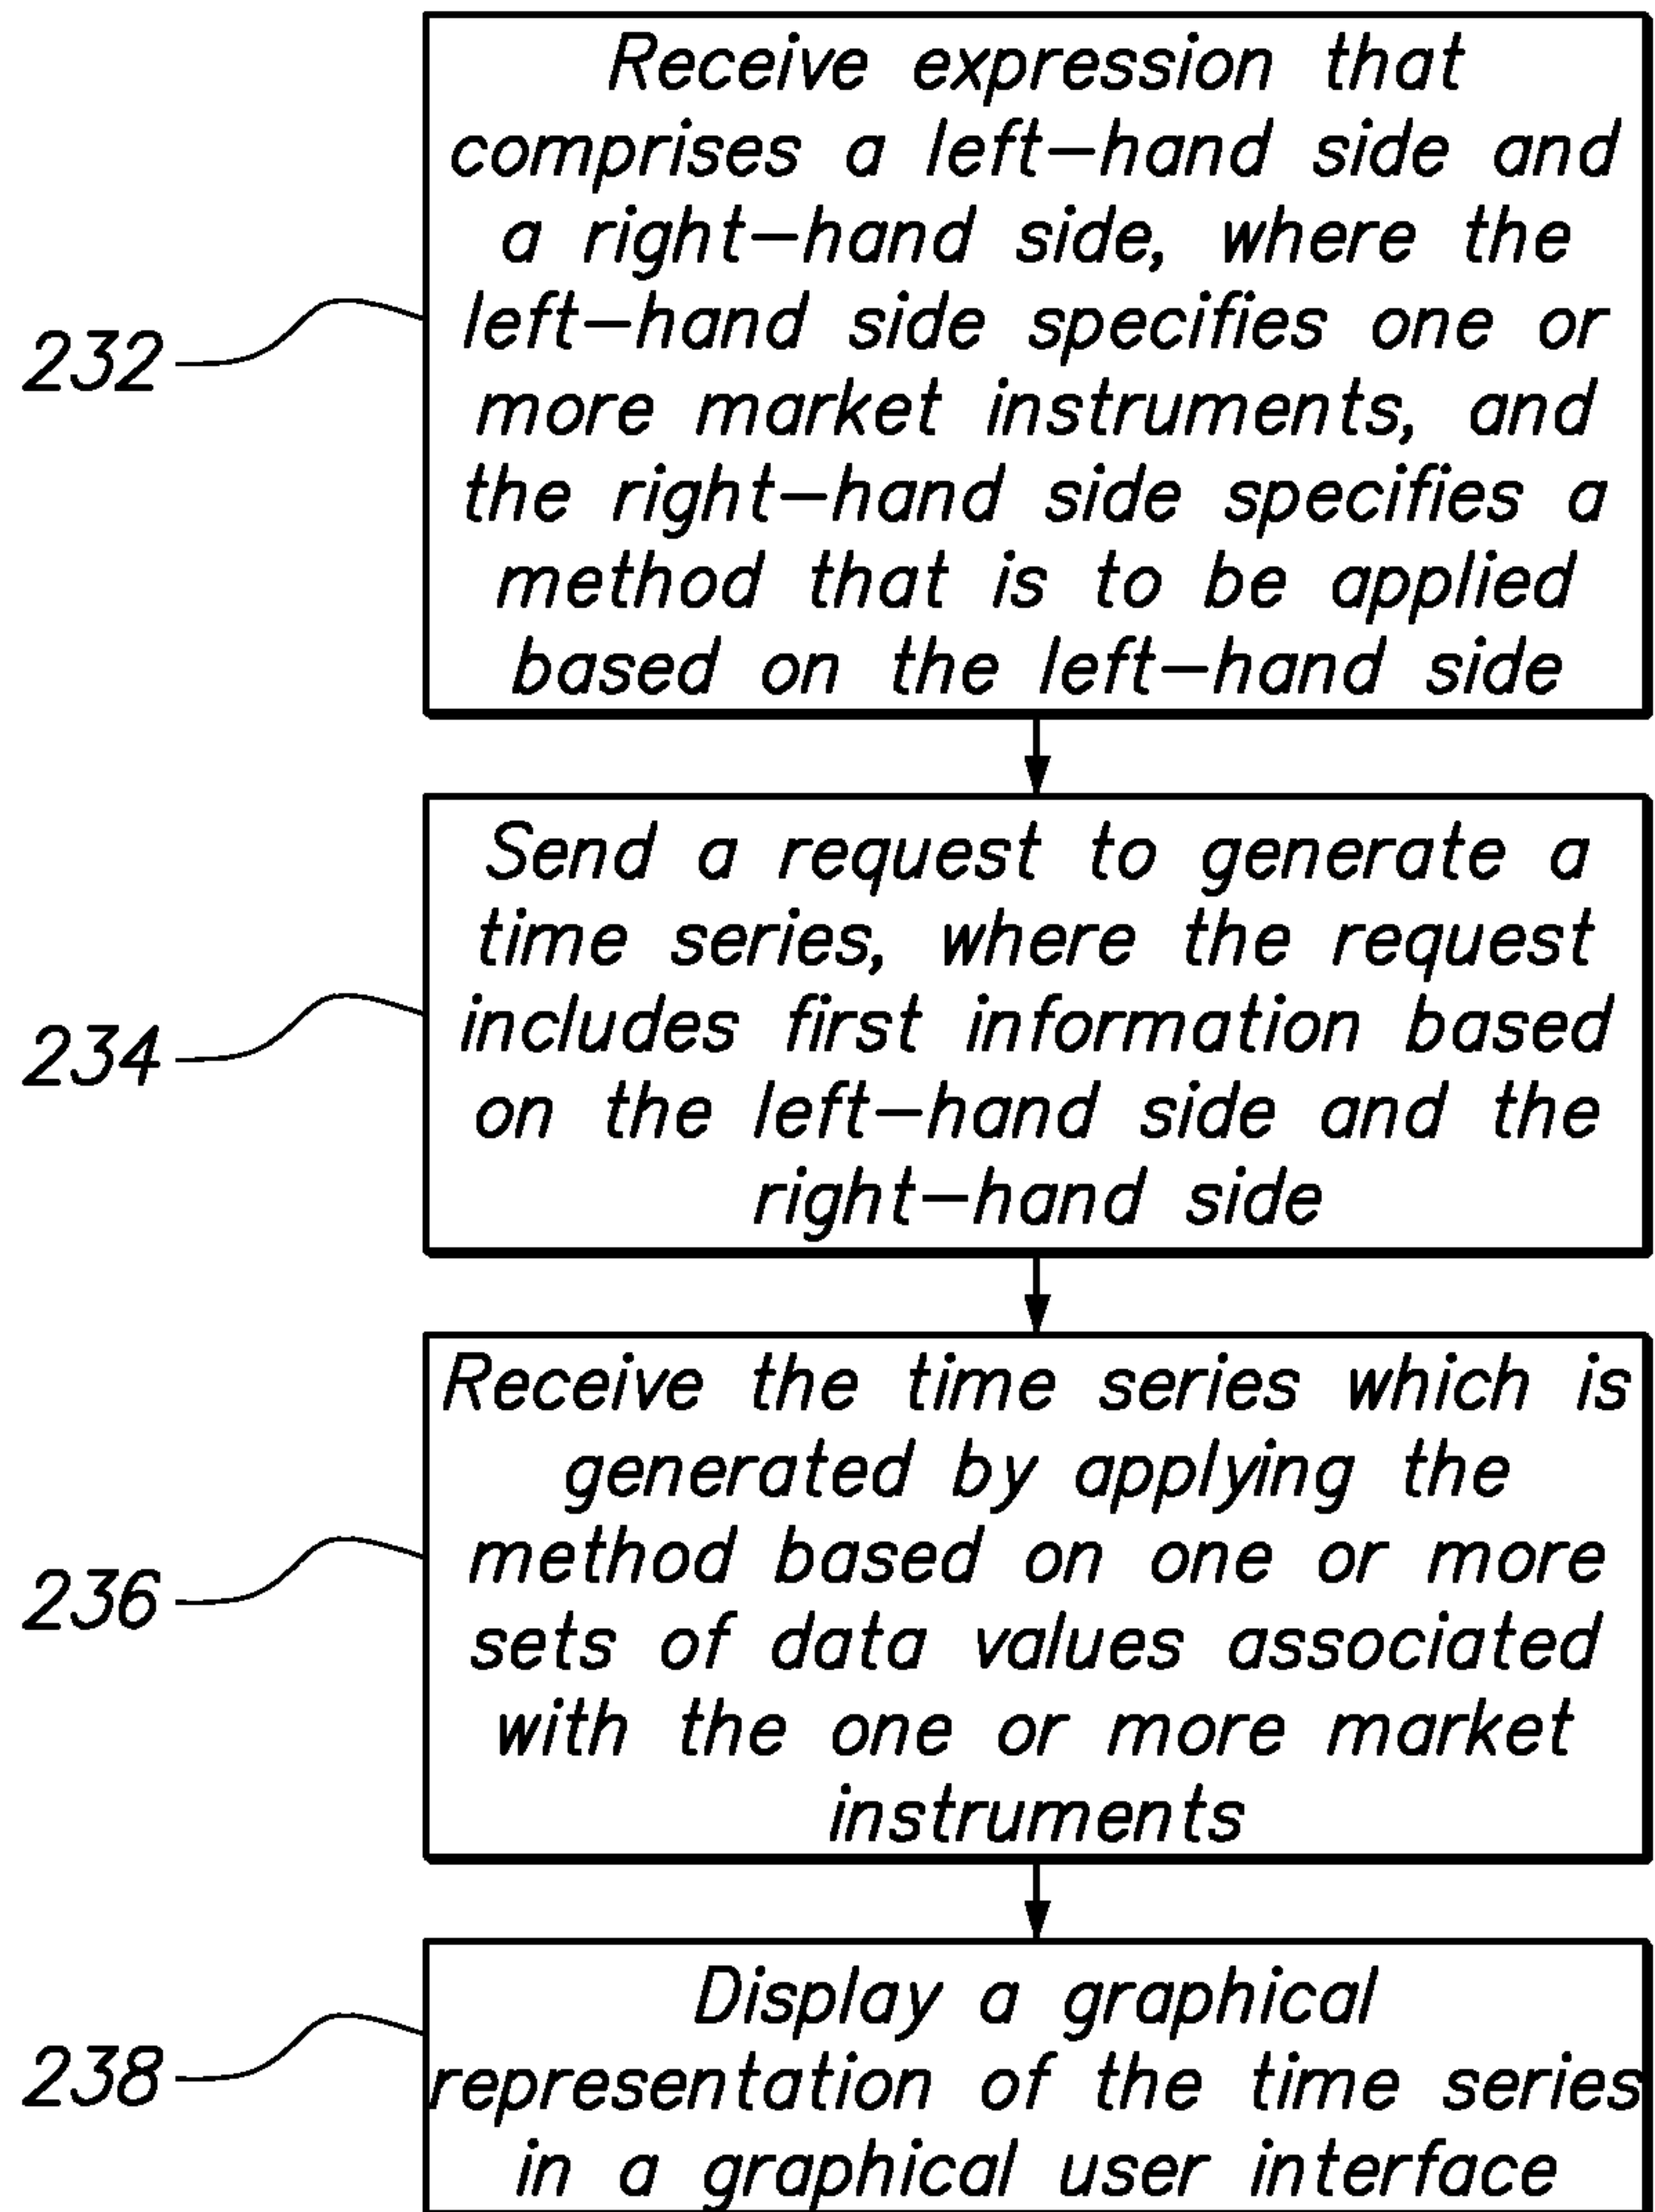 Receive expression that
comprises a left-hand side and
a right-hand side, where the
left-hand side specifies one or
more market instruments, and
the right-hand side specifies a
method that is to be applied
based on the left-hand side
232
Send a request to generate a
time series, where the request
includes first information based
on the left-hand side and the
right-hand side
234
Receive the time series which is
generated by applying the
method based on one or more
sets of data values associated
with the one or more market
instruments
236
Display a graphical
representation of the time series
in a graphical user interface
238